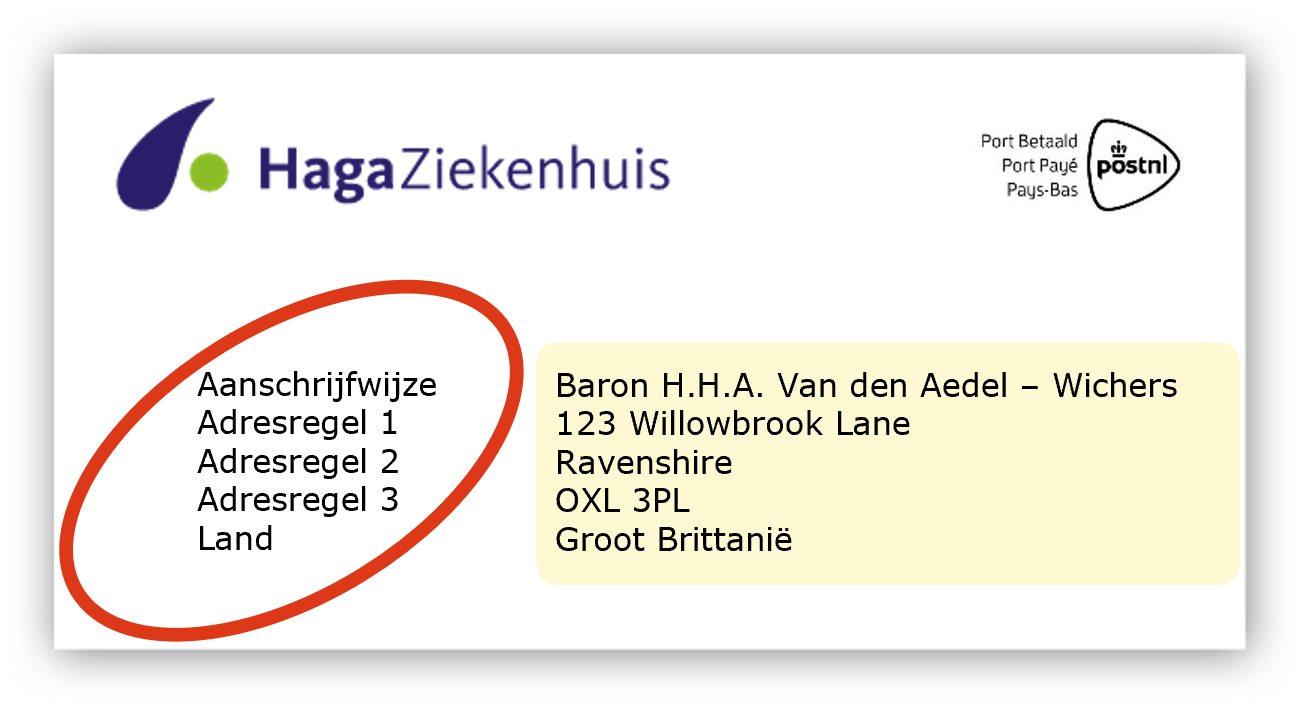 HagaZiekenhuis
Port Betaald
Port Payé
Pays-Bas
postnl
Aanschrijfwijze
Adresregel 1
Adresregel 2
Adresregel 3
Land
Baron H.H.A. Van den Aedel – Wichers
123 Willowbrook Lane
Ravenshire
OXL 3PL
Groot Brittanië